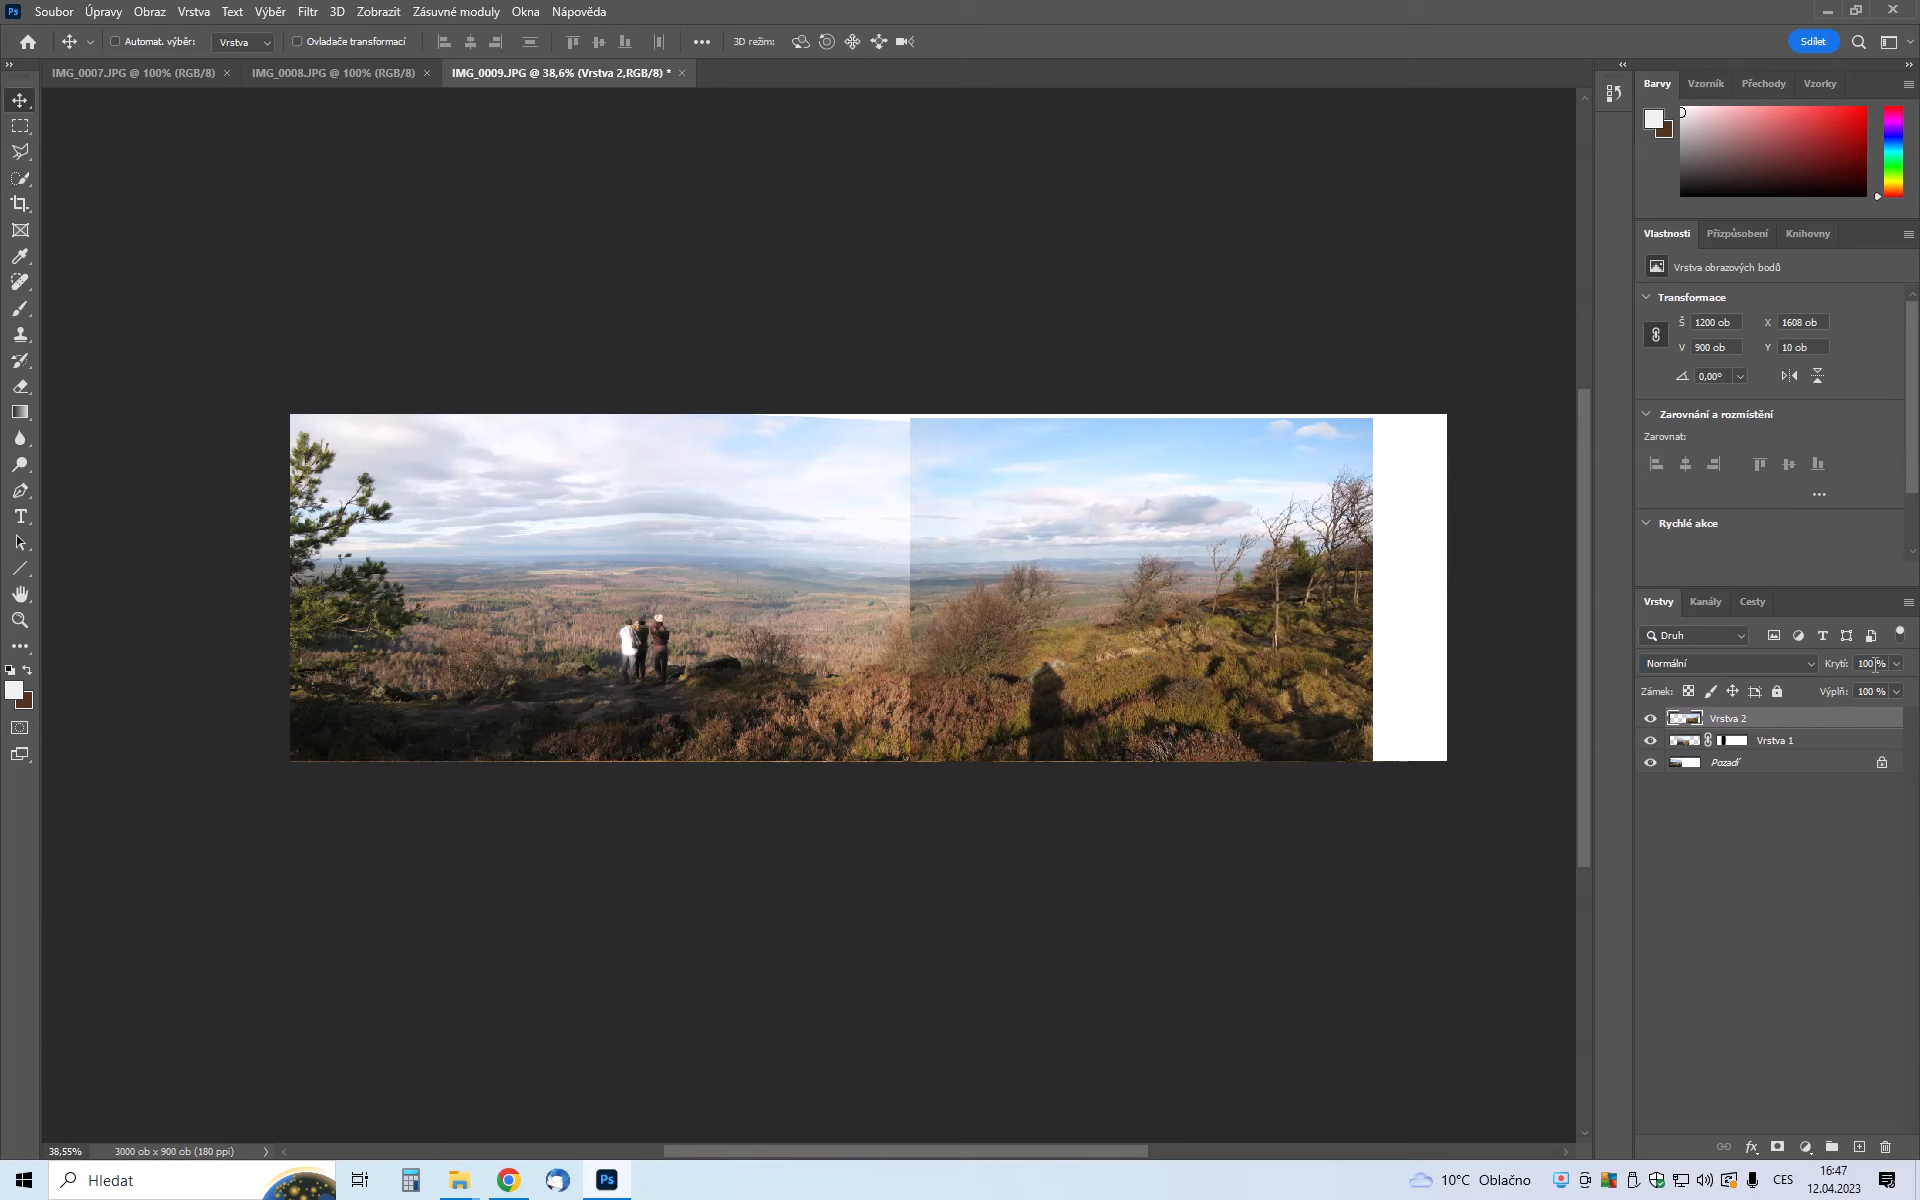 Ps Soubor Úpravy Obraz Vrstva Text Výběr Filtr 3D Zobrazit Zásuvné moduly Okna Nápověda
Automat. výběr: Vrstva Ovladače transformací 3D režim: Sdílet
IMG_0007.JPG @ 100% (RGB/8) IMG_0008.JPG @ 100% (RGB/8) IMG_0009.JPG @ 38,6% (Vrstva 2,RGB/8) *
Barvy Vzorník Přechody Vzorky
Vlastnosti Přizpůsobení Knihovny
Vrstva obrazových bodů
Transformace
Š 1200 ob X 1608 ob
V 900 ob Y 10 ob
0,00°
Zarovnání a rozmístění
Zarovnat:
Rychlé akce
Vrstvy Kanály Cesty
Druh
Normální Krytí: 100 %
Zámek: Výplň: 100 %
Vrstva 2
Vrstva 1
Pozadí
38,55% 3000 ob x 900 ob (180 ppi)
Hledat Ps 10°C Oblačno CES 16:47
12.04.2023